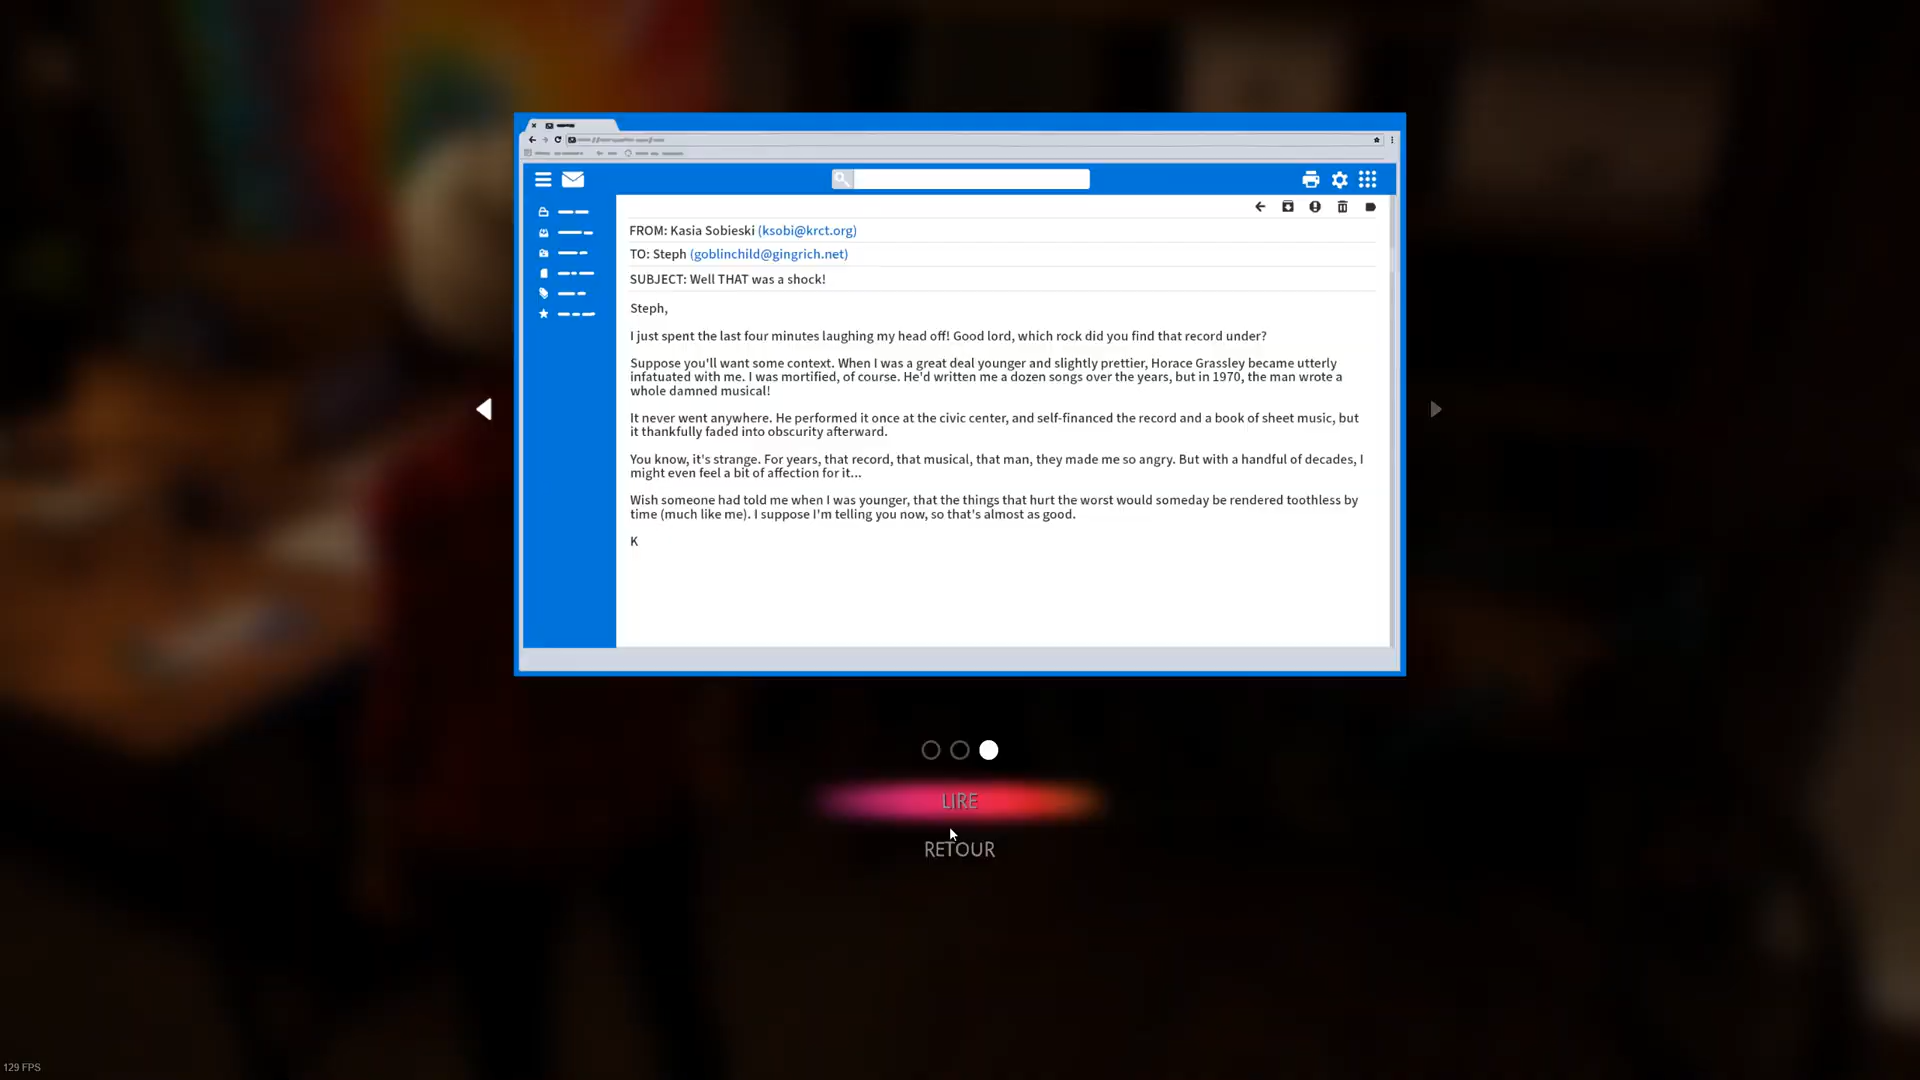 FROM: Kasia Sobieski (ksobi@krct.org)
TO: Steph (goblinchild@gingrich.net)
SUBJECT: Well THAT was a shock!
Steph,
I just spent the last four minutes laughing my head off! Good lord, which rock did you find that record under?
Suppose you'll want some context. When I was a great deal younger and slightly prettier, Horace Grassley became utterly
infatuated with me. I was mortified, of course. He'd written me a dozen songs over the years, but in 1970, the man wrote a
whole damned musical!
It never went anywhere. He performed it once at the civic center, and self-financed the record and a book of sheet music, but
it thankfully faded into obscurity afterward.
You know, it's strange. For years, that record, that musical, that man, they made me so angry. But with a handful of decades, I
might even feel a bit of affection for it...
Wish someone had told me when I was younger, that the things that hurt the worst would someday be rendered toothless by
time (much like me). I suppose I'm telling you now, so that's almost as good.
K
LIRE
RETOUR
129 FPS